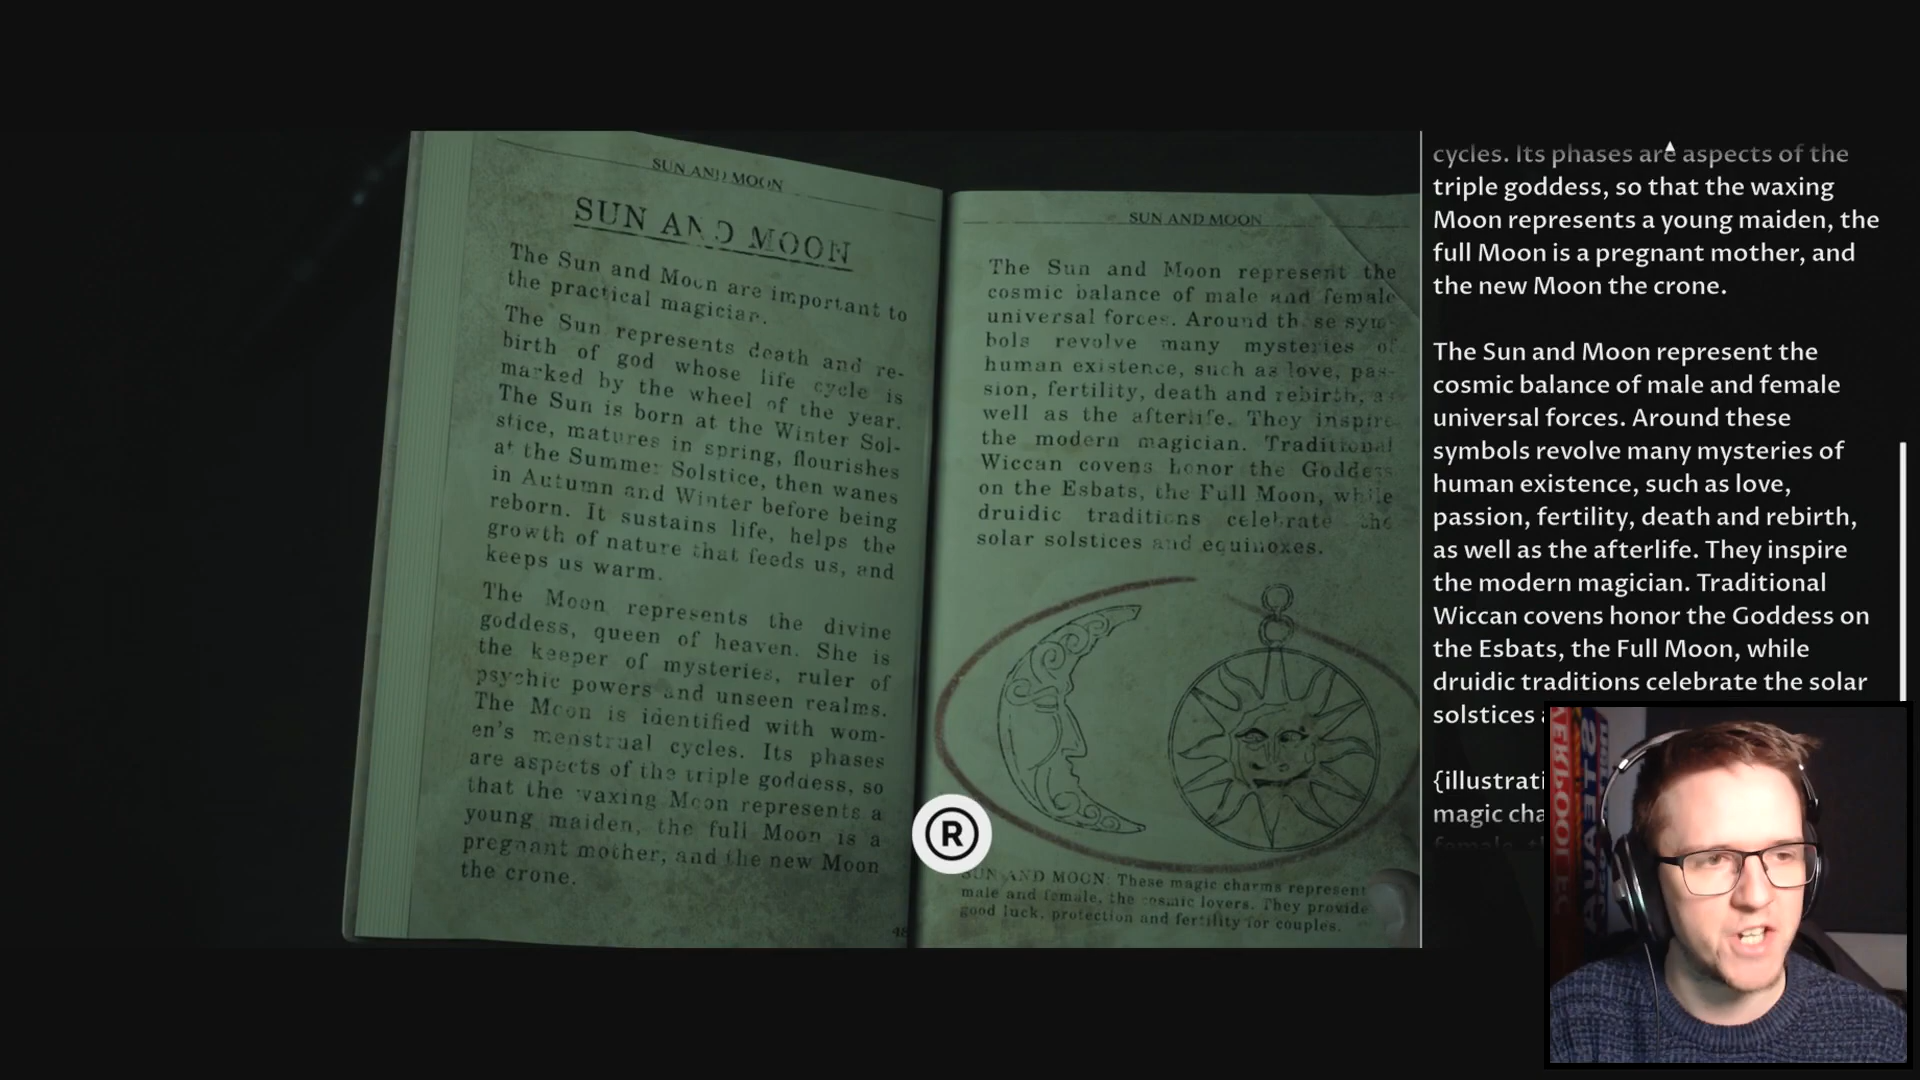 SUN AND MOON
SUN AND MOON
The Sun and Moon are important to
the practical magician.
The Sun represents death and re-
birth of god whose life cycle is
marked by the wheel of the year.
The Sun is born at the Winter Sol-
stice, matures in spring, flourishes
at the Summer Solstice, then wanes
in Autumn and Winter before being
reborn. It sustains life, helps the
growth of nature that feeds us, and
keeps us warm.
The Moon represents the divine
goddess, queen of heaven. She is
the keeper of mysteries, ruler of
psychic powers and unseen realms.
The Moon is identified with wom-
en's menstrual cycles. Its phases
are aspects of the triple goddess, so
that the waxing Moon represents a
young maiden, the full Moon is a
pregnant mother, and the new Moon
the crone.
48
SUN AND MOON
The Sun and Moon represent the
cosmic balance of male and female
universal forces. Around these sym-
bols revolve many mysteries of
human existence, such as love, pas-
sion, fertility, death and rebirth, as
well as the afterlife. They inspire
the modern magician. Traditional
Wiccan covens honor the Goddess
on the Esbats, the Full Moon, while
druidic traditions celebrate the
solar solstices and equinoxes.
R
SUN AND MOON: These magic charms represent
male and female, the cosmic lovers. They provide
good luck, protection and fertility for couples.
cycles. Its phases are aspects of the
triple goddess, so that the waxing
Moon represents a young maiden, the
full Moon is a pregnant mother, and
the new Moon the crone.
The Sun and Moon represent the
cosmic balance of male and female
universal forces. Around these
symbols revolve many mysteries of
human existence, such as love,
passion, fertility, death and rebirth,
as well as the afterlife. They inspire
the modern magician. Traditional
Wiccan covens honor the Goddess on
the Esbats, the Full Moon, while
druidic traditions celebrate the solar
solstices
{illustrati
magic cha
female, th